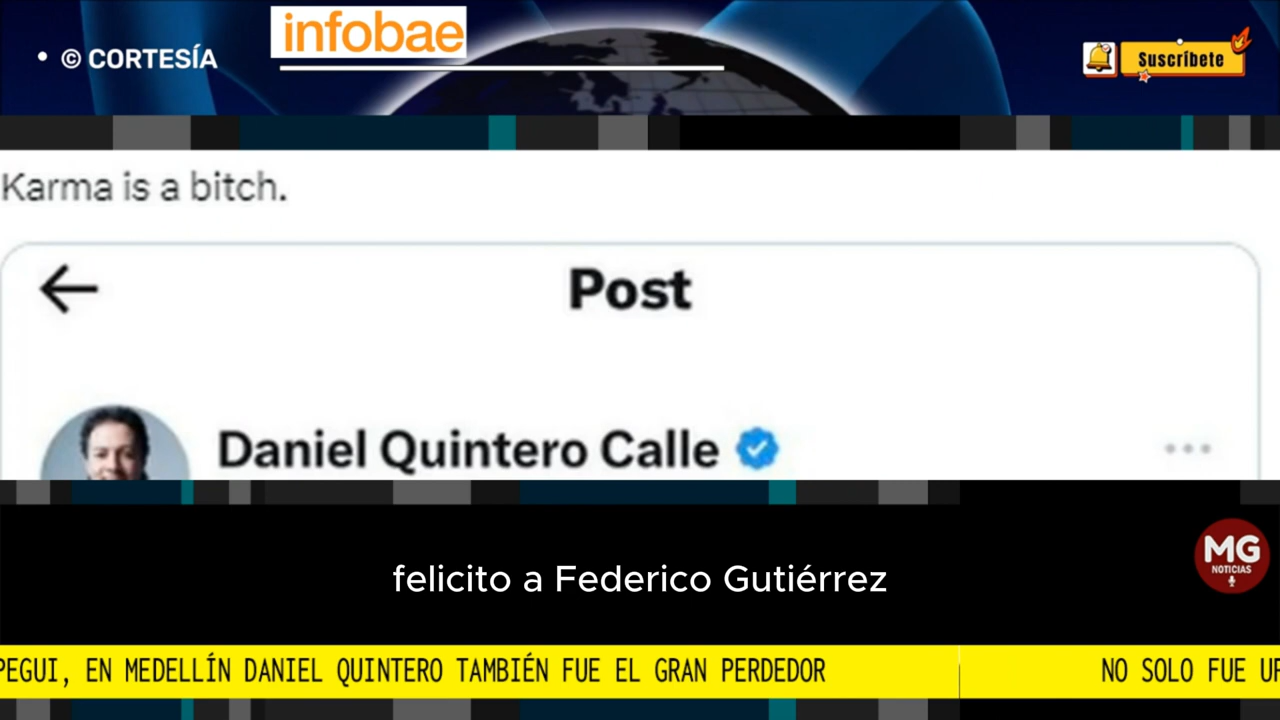 © CORTESÍA
infobae
Suscríbete
Karma is a bitch.
Post
Daniel Quintero Calle
MG
NOTICIAS
felicito a Federico Gutiérrez
PEGUI, EN MEDELLÍN DANIEL QUINTERO TAMBIÉN FUE EL GRAN PERDEDOR
NO SOLO FUE